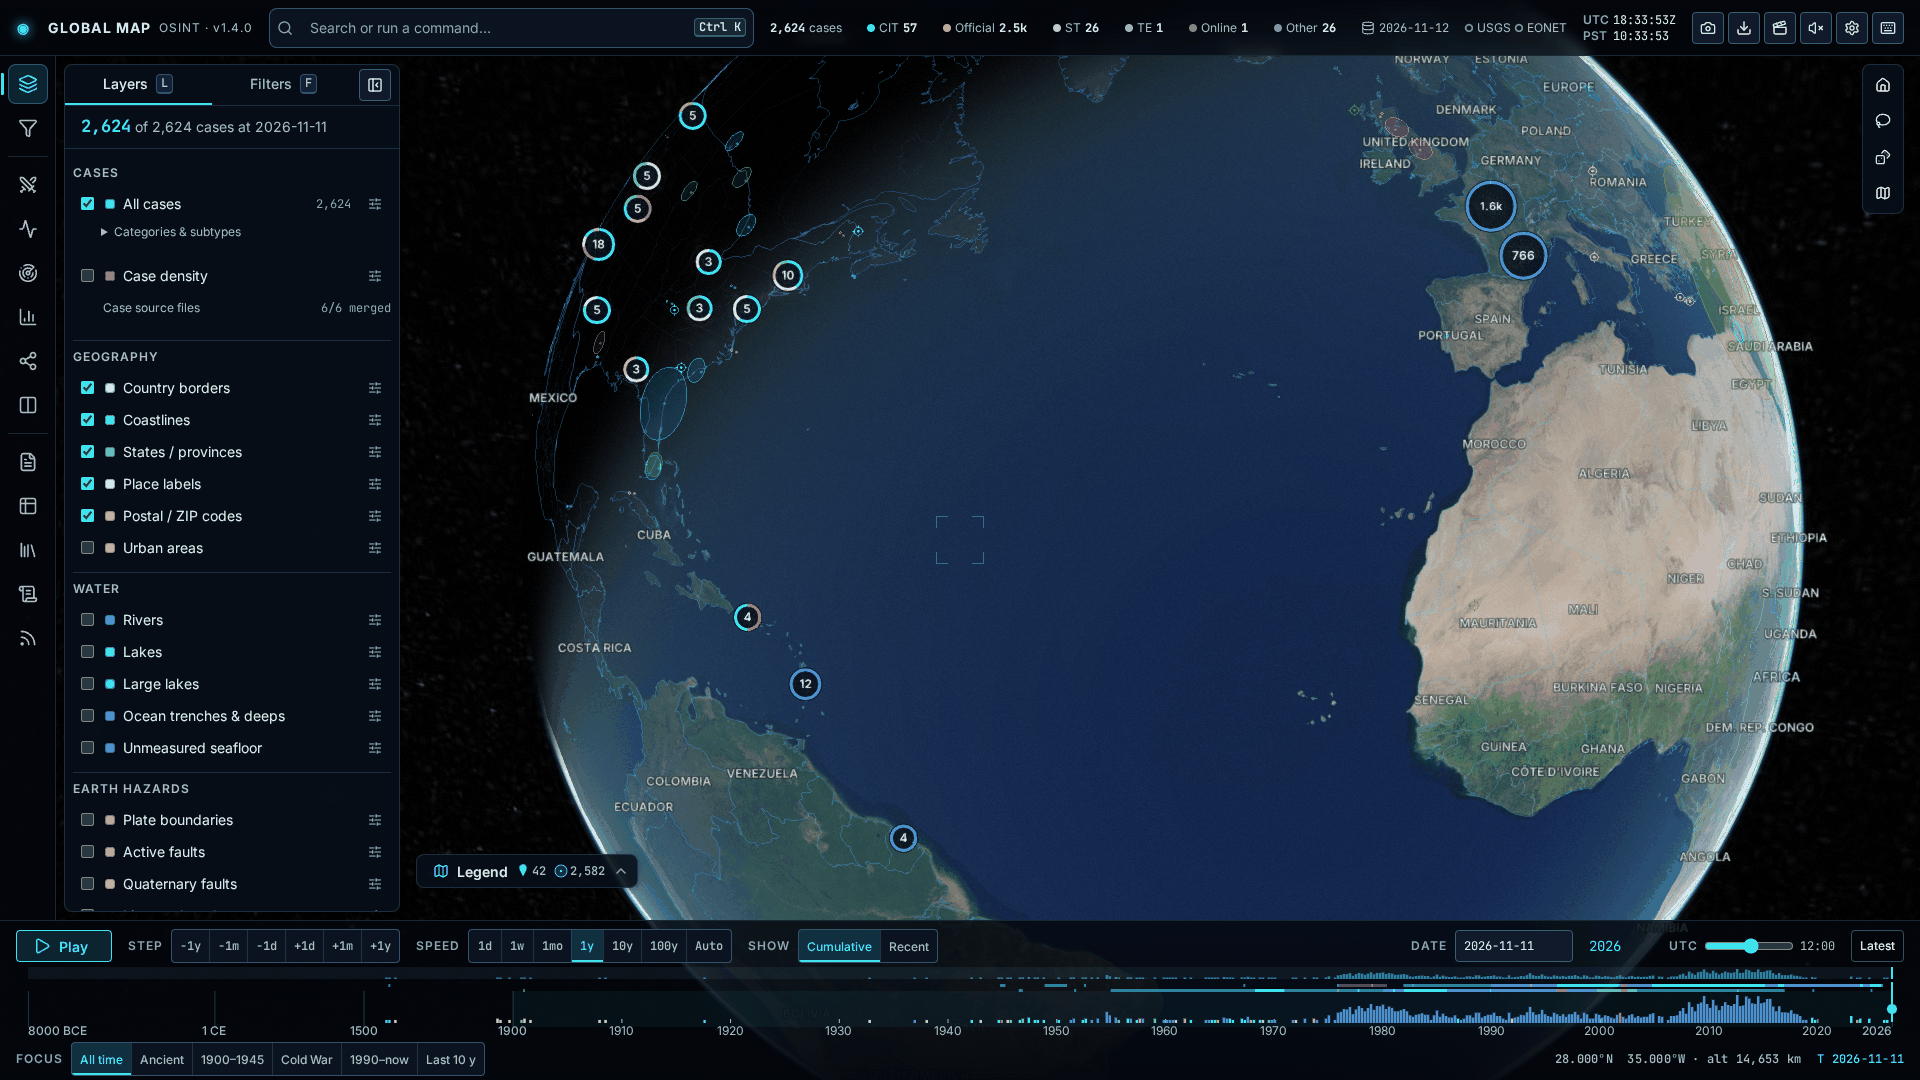 GLOBAL MAP OSINT · v1.4.0
Search or run a command... Ctrl K
2,624 cases
CIT 57
Official 2.5k
ST 26
TE 1
Online 1
Other 26
2026-11-12
USGS
EONET
UTC 18:33:53Z
PST 10:33:53
Layers L
Filters F
2,624 of 2,624 cases at 2026-11-11
CASES
All cases 2,624
Categories & subtypes
Case density
Case source files 6/6 merged
GEOGRAPHY
Country borders
Coastlines
States / provinces
Place labels
Postal / ZIP codes
Urban areas
WATER
Rivers
Lakes
Large lakes
Ocean trenches & deeps
Unmeasured seafloor
EARTH HAZARDS
Plate boundaries
Active faults
Quaternary faults
NORWAY
ESTONIA
EUROPE
DENMARK
POLAND
UNITED KINGDOM
IRELAND
GERMANY
ROMANIA
TURKEY
SYRIA
GREECE
ISRAEL
SPAIN
PORTUGAL
SAUDI ARABIA
TUNISIA
EGYPT
LIBYA
MOROCCO
ALGERIA
SUDAN
ETHIOPIA
CHAD
NIGER
S. SUDAN
MALI
MAURITANIA
UGANDA
AFRICA
BURKINA FASO
NIGERIA
SENEGAL
DEM. REP. CONGO
GUINEA
GHANA
CÔTE D'IVOIRE
GABON
ANGOLA
NAMIBIA
MEXICO
CUBA
GUATEMALA
COSTA RICA
COLOMBIA
VENEZUELA
ECUADOR
BOLIVIA
5
5
5
18
3
10
5
3
5
3
4
12
4
1.6k
766
Legend 42 2,582
Play
STEP -1y -1m -1d +1d +1m +1y
SPEED 1d 1w 1mo 1y 10y 100y Auto
SHOW Cumulative Recent
DATE 2026-11-11 2026
UTC 12:00 Latest
8000 BCE 1 CE 1500 1900 1910 1920 1930 1940 1950 1960 1970 1980 1990 2000 2010 2020 2026
FOCUS All time Ancient 1900–1945 Cold War 1990–now Last 10 y
28.000°N 35.000°W · alt 14,653 km T 2026-11-11